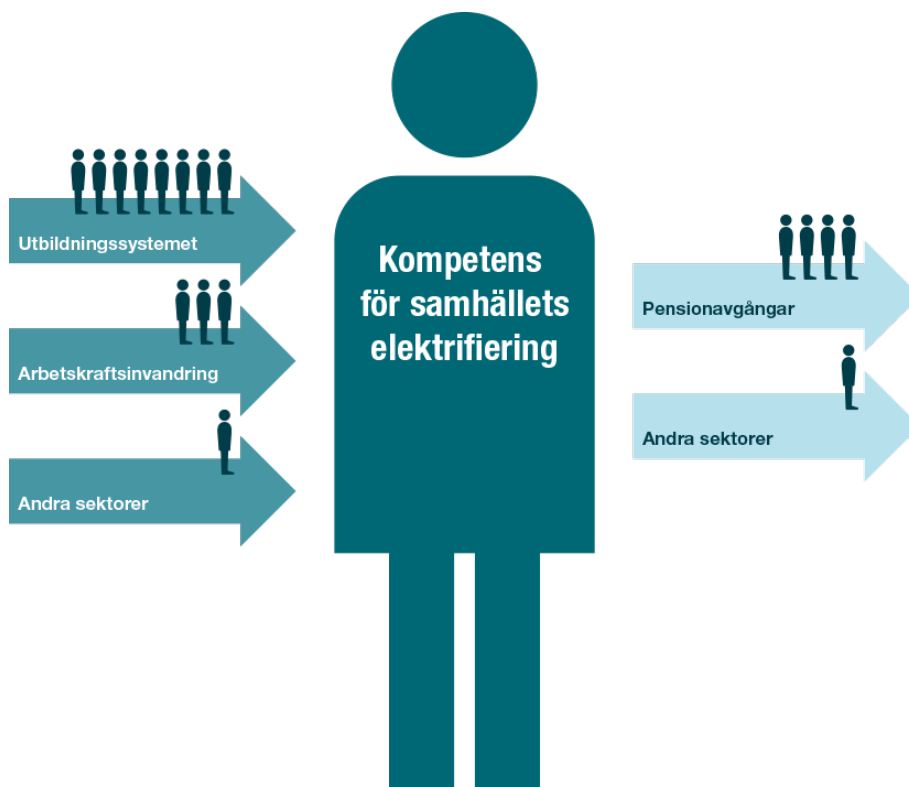 Utbildningssystemet
Arbetskraftsinvandring
Andra sektorer
Kompetens
för samhällets
elektrifiering
Pensionavgångar
Andra sektorer